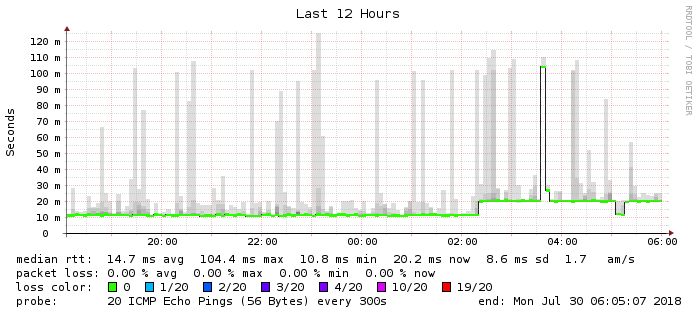 Last 12 Hours
RRDTOOL / TOBI OETIKER
Seconds
120 m
110 m
100 m
90 m
80 m
70 m
60 m
50 m
40 m
30 m
20 m
10 m
0
20:00 22:00 00:00 02:00 04:00 06:00
median rtt: 14.7 ms avg 104.4 ms max 10.8 ms min 20.2 ms now 8.6 ms sd 1.7 am/s
packet loss: 0.00 % avg 0.00 % max 0.00 % min 0.00 % now
loss color: 0 1/20 2/20 3/20 4/20 10/20 19/20
probe: 20 ICMP Echo Pings (56 Bytes) every 300s end: Mon Jul 30 06:05:07 2018